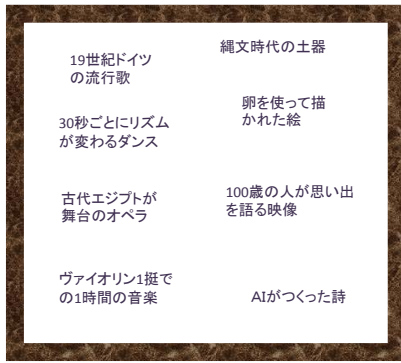 19世紀ドイツ
の流行歌
縄文時代の土器
30秒ごとにリズム
が変わるダンス
卵を使って描
かれた絵
古代エジプトが
舞台のオペラ
100歳の人が思い出
を語る映像
ヴァイオリン1挺で
の1時間の音楽
AIがつくった詩